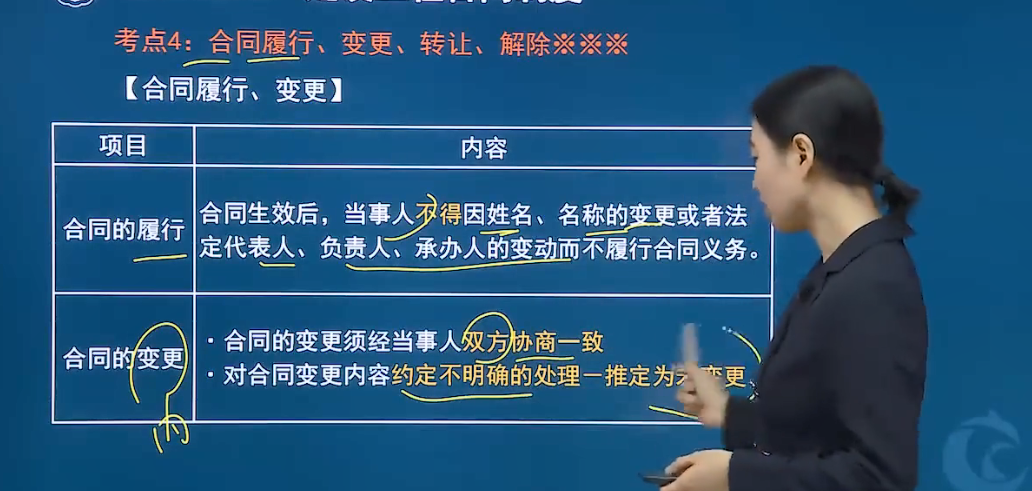 考点4：合同履行、变更、转让、解除※※※
【合同履行、变更】
项目
内容
合同的履行
合同生效后，当事人不得因姓名、名称的变更或者法
定代表人、负责人、承办人的变动而不履行合同义务。
合同的变更
·合同的变更须经当事人双方协商一致
·对合同变更内容约定不明确的处理—推定为未变更、
内